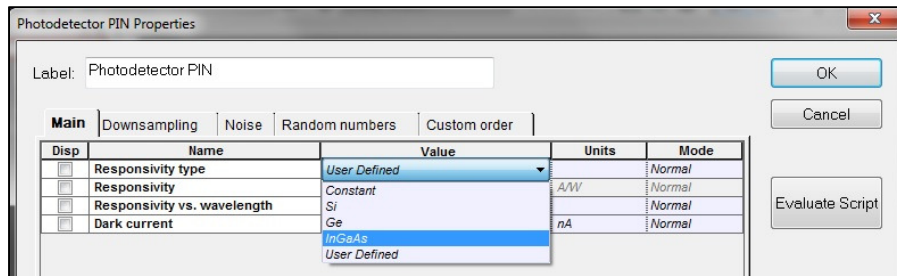 Photodetector PIN Properties
x
Label: Photodetector PIN
OK
Cancel
Main Downsampling Noise Random numbers Custom order
Disp Name Value Units Mode
Responsivity type User Defined Normal
Responsivity Constant A/W Normal
Responsivity vs. wavelength Si Normal
Dark current Ge nA Normal
InGaAs
User Defined
Evaluate Script